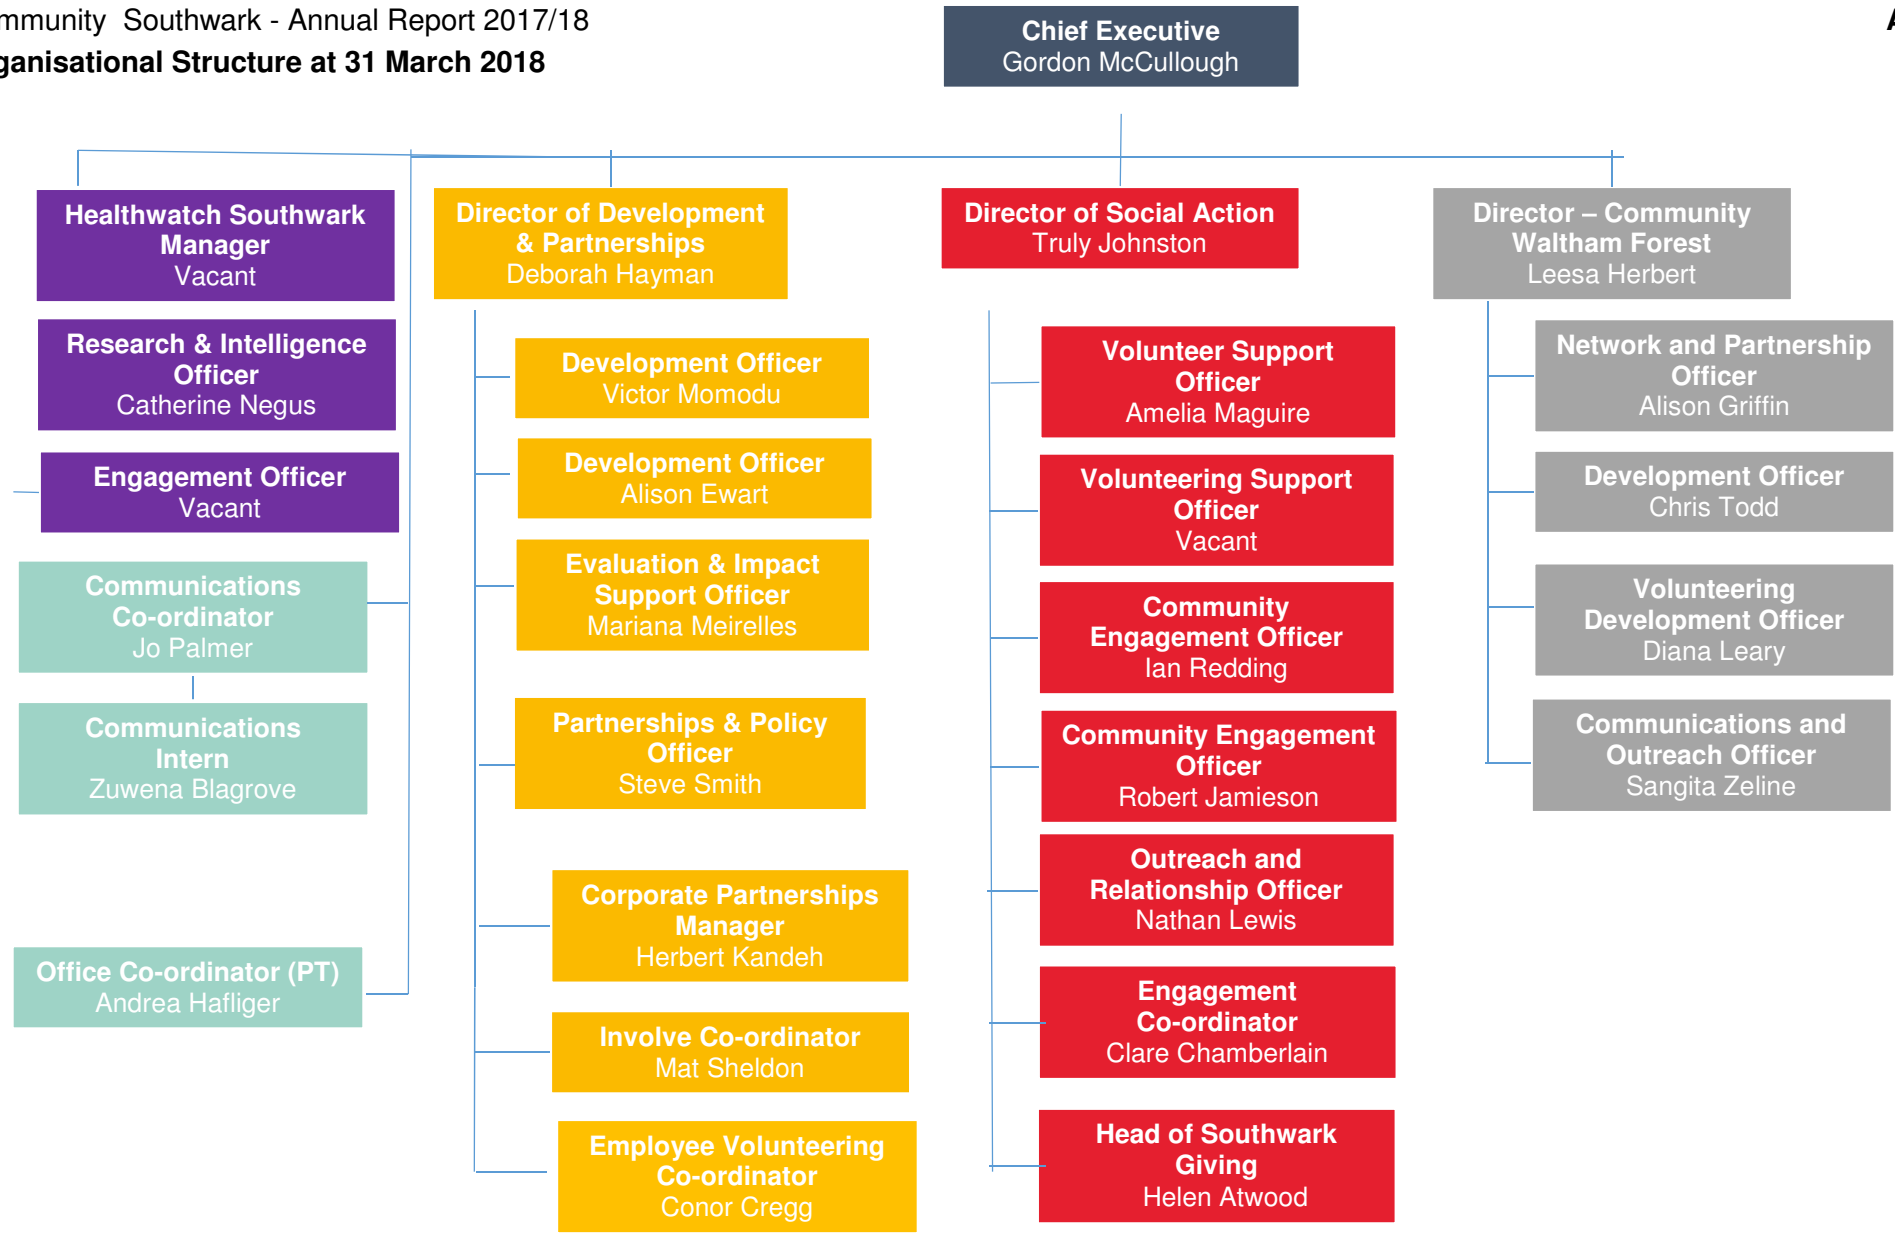 mmunity Southwark - Annual Report 2017/18
ganisational Structure at 31 March 2018
A
Chief Executive
Gordon McCullough
Healthwatch Southwark
Manager
Vacant
Research & Intelligence
Officer
Catherine Negus
Engagement Officer
Vacant
Communications
Co-ordinator
Jo Palmer
Communications
Intern
Zuwena Blagrove
Office Co-ordinator (PT)
Andrea Hafliger
Director of Development
& Partnerships
Deborah Hayman
Development Officer
Victor Momodu
Development Officer
Alison Ewart
Evaluation & Impact
Support Officer
Mariana Meirelles
Partnerships & Policy
Officer
Steve Smith
Corporate Partnerships
Manager
Herbert Kandeh
Involve Co-ordinator
Mat Sheldon
Employee Volunteering
Co-ordinator
Conor Cregg
Director of Social Action
Truly Johnston
Volunteer Support
Officer
Amelia Maguire
Volunteering Support
Officer
Vacant
Community
Engagement Officer
Ian Redding
Community Engagement
Officer
Robert Jamieson
Outreach and
Relationship Officer
Nathan Lewis
Engagement
Co-ordinator
Clare Chamberlain
Head of Southwark
Giving
Helen Atwood
Director – Community
Waltham Forest
Leesa Herbert
Network and Partnership
Officer
Alison Griffin
Development Officer
Chris Todd
Volunteering
Development Officer
Diana Leary
Communications and
Outreach Officer
Sangita Zeline